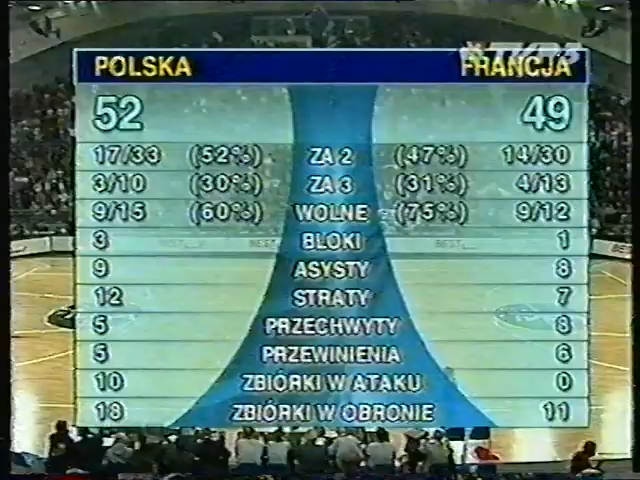 POLSKA FRANCJA
52 49
17/33 (52%) ZA 2 (47%) 14/30
3/10 (30%) ZA 3 (31%) 4/13
9/15 (60%) WOLNE (75%) 9/12
3 BLOKI 1
9 ASYSTY 8
12 STRATY 7
5 PRZECHWYTY 8
5 PRZEWINIENIA 6
10 ZBIÓRKI W ATAKU 0
18 ZBIÓRKI W OBRONIE 11